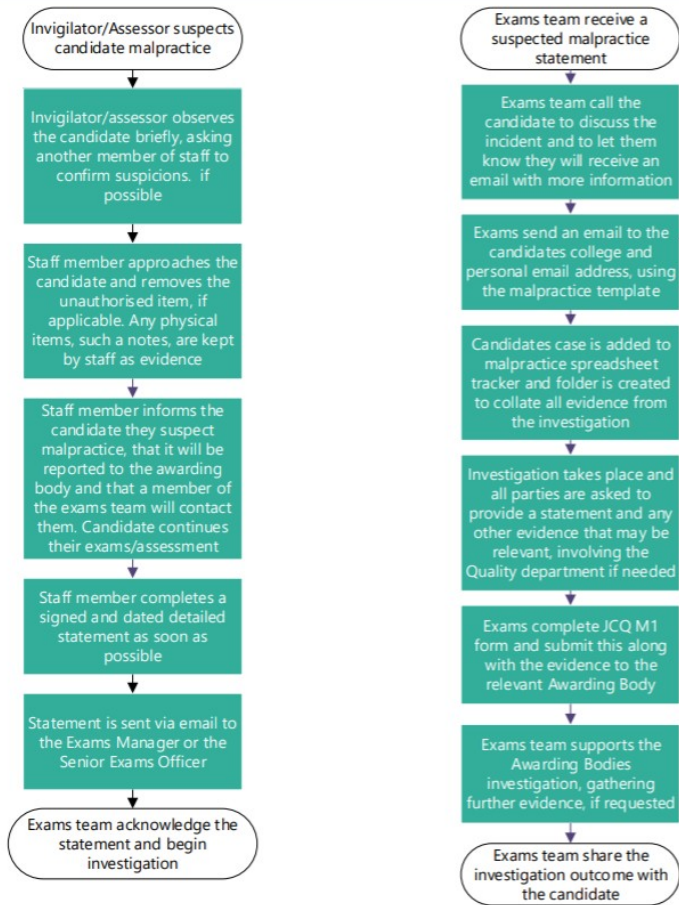 Invigilator/Assessor suspects
candidate malpractice
Invigilator/assessor observes
the candidate briefly, asking
another member of staff to
confirm suspicions. if
possible
Staff member approaches the
candidate and removes the
unauthorised item, if
applicable. Any physical
items, such a notes, are kept
by staff as evidence
Staff member informs the
candidate they suspect
malpractice, that it will be
reported to the awarding
body and that a member of
the exams team will contact
them. Candidate continues
their exams/assessment
Staff member completes a
signed and dated detailed
statement as soon as
possible
Statement is sent via email to
the Exams Manager or the
Senior Exams Officer
Exams team acknowledge the
statement and begin
investigation
Exams team receive a
suspected malpractice
statement
Exams team call the
candidate to discuss the
incident and to let them
know they will receive an
email with more information
Exams send an email to the
candidates college and
personal email address, using
the malpractice template
Candidates case is added to
malpractice spreadsheet
tracker and folder is created
to collate all evidence from
the investigation
Investigation takes place and
all parties are asked to
provide a statement and any
other evidence that may be
relevant, involving the
Quality department if needed
Exams complete JCQ M1
form and submit this along
with the evidence to the
relevant Awarding Body
Exams team supports the
Awarding Bodies
investigation, gathering
further evidence, if requested
Exams team share the
investigation outcome with
the candidate